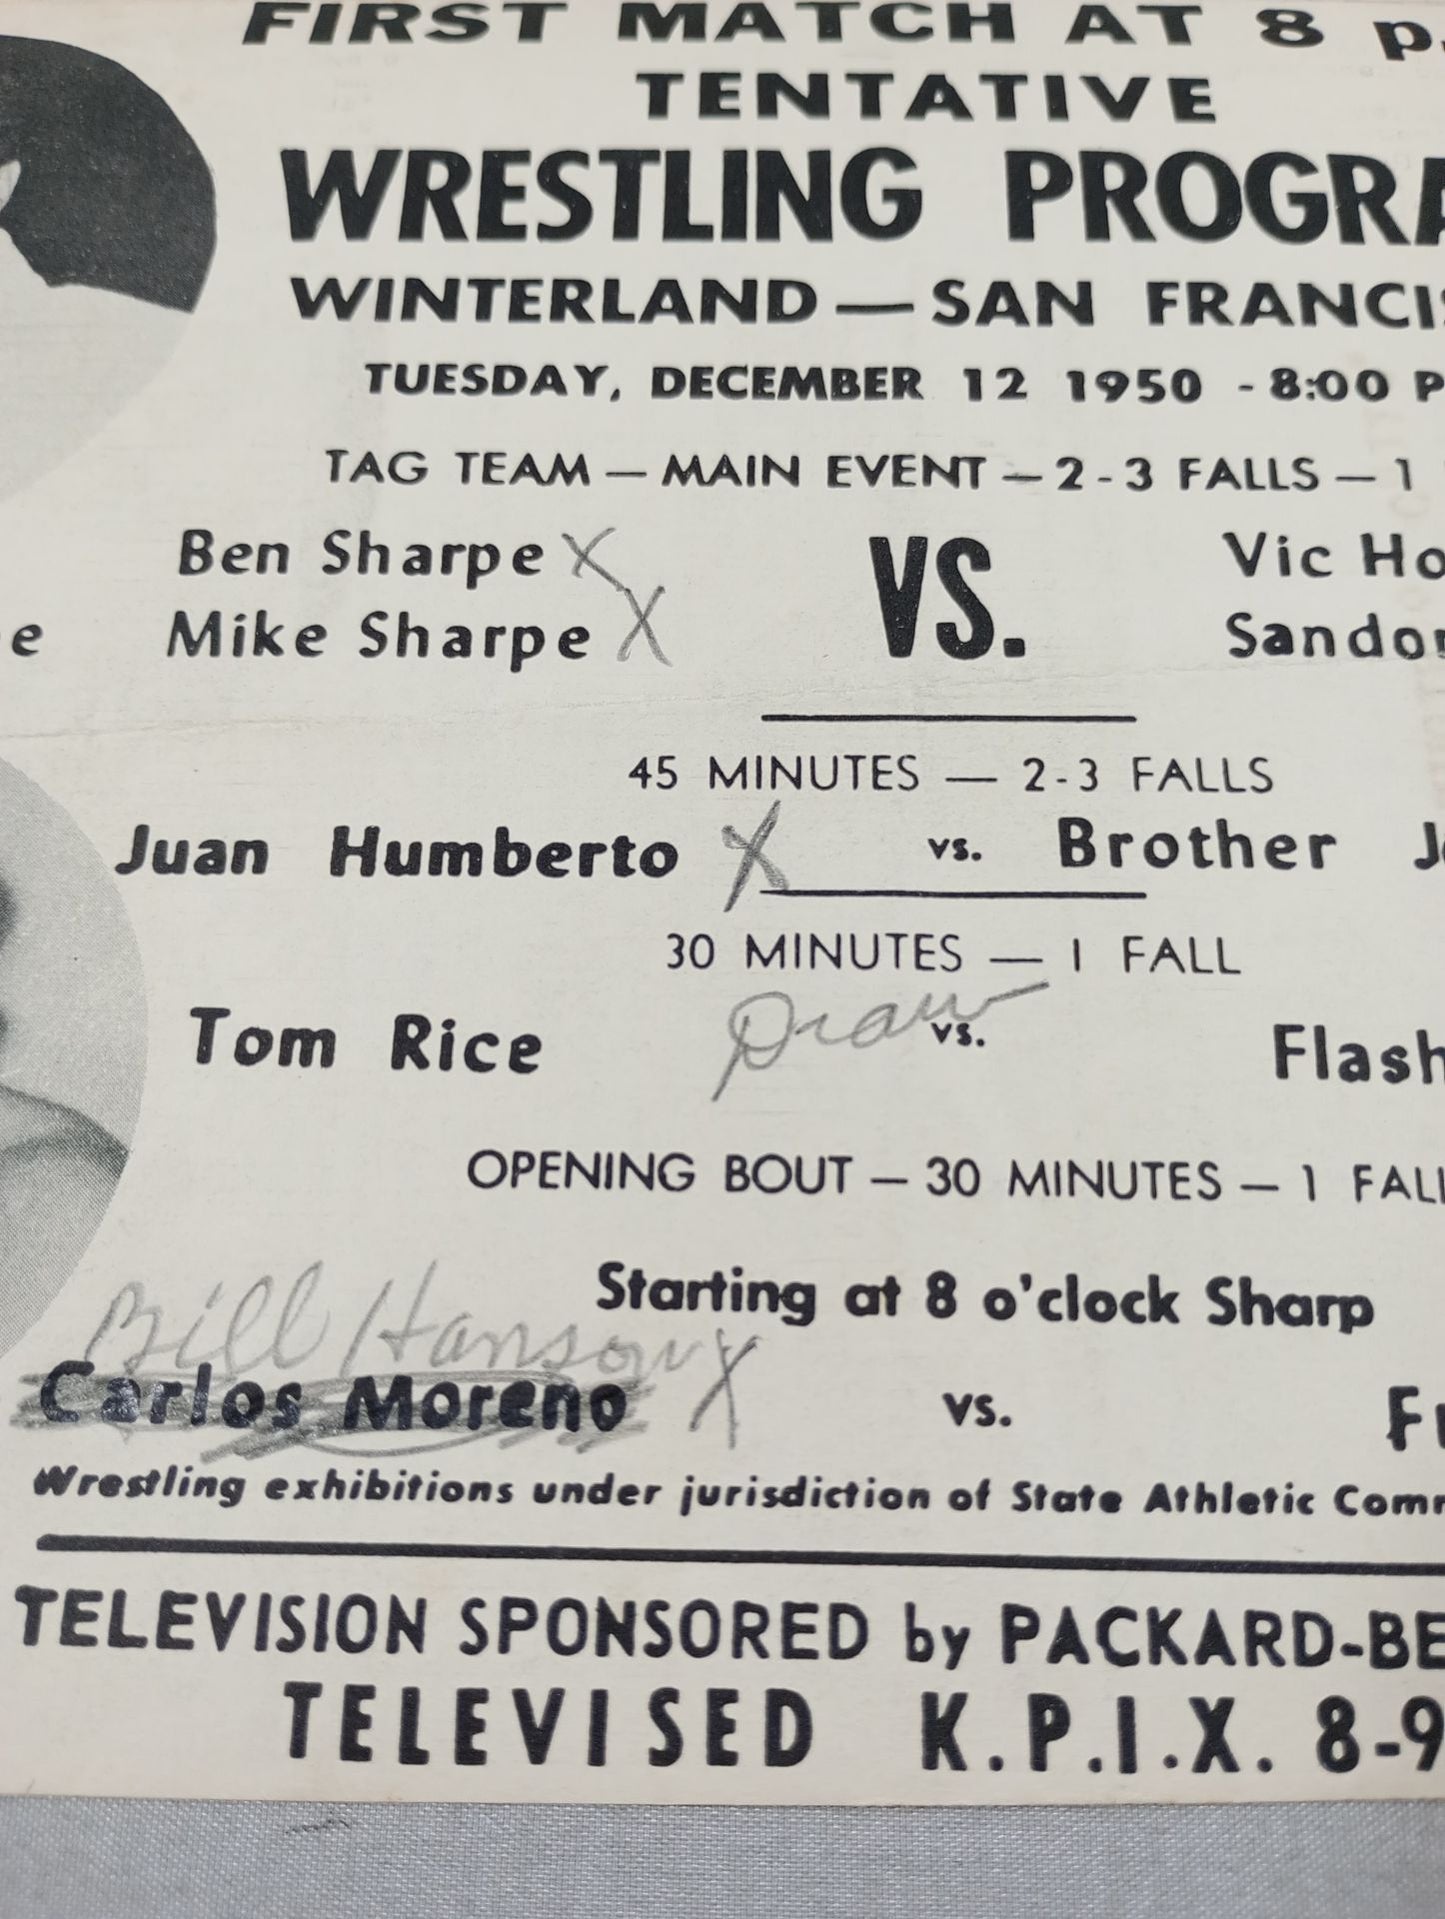 FIRST MATCH AT 8 p.
TENTATIVE
WRESTLING PROGRA
WINTERLAND — SAN FRANCIS
TUESDAY, DECEMBER 12 1950 - 8:00 P
TAG TEAM — MAIN EVENT — 2-3 FALLS — 1
Ben Sharpe X VS. Vic Ho
e Mike Sharpe X Sandor
45 MINUTES — 2-3 FALLS
Juan Humberto X vs. Brother Jo
30 MINUTES — 1 FALL
Draw
Tom Rice vs. Flash
OPENING BOUT — 30 MINUTES — 1 FALL
Starting at 8 o'clock Sharp
Bill Hanson X
Carlos Moreno vs. Fr
Wrestling exhibitions under jurisdiction of State Athletic Comm
TELEVISION SPONSORED by PACKARD-BE
TELEVISED K.P.I.X. 8-9